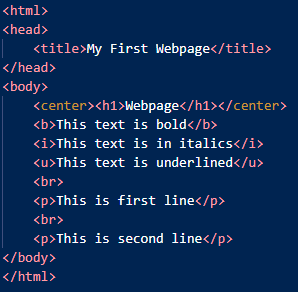 <html>
<head>
    <title>My First Webpage</title>
</head>
<body>
    <center><h1>Webpage</h1></center>
    <b>This text is bold</b>
    <i>This text is in italics</i>
    <u>This text is underlined</u>
    <br>
    <p>This is first line</p>
    <br>
    <p>This is second line</p>
</body>
</html>